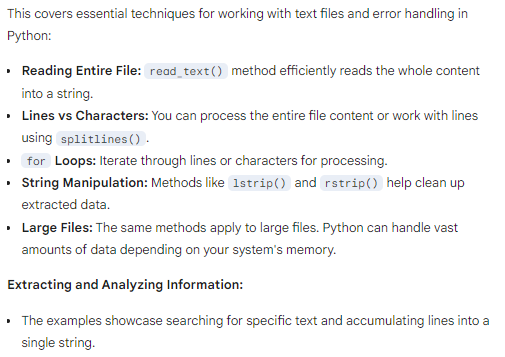 This covers essential techniques for working with text files and error handling in
Python:
• Reading Entire File: read_text() method efficiently reads the whole content
into a string.
• Lines vs Characters: You can process the entire file content or work with lines
using splitlines() .
• for Loops: Iterate through lines or characters for processing.
• String Manipulation: Methods like lstrip() and rstrip() help clean up
extracted data.
• Large Files: The same methods apply to large files. Python can handle vast
amounts of data depending on your system's memory.
Extracting and Analyzing Information:
• The examples showcase searching for specific text and accumulating lines into a
single string.